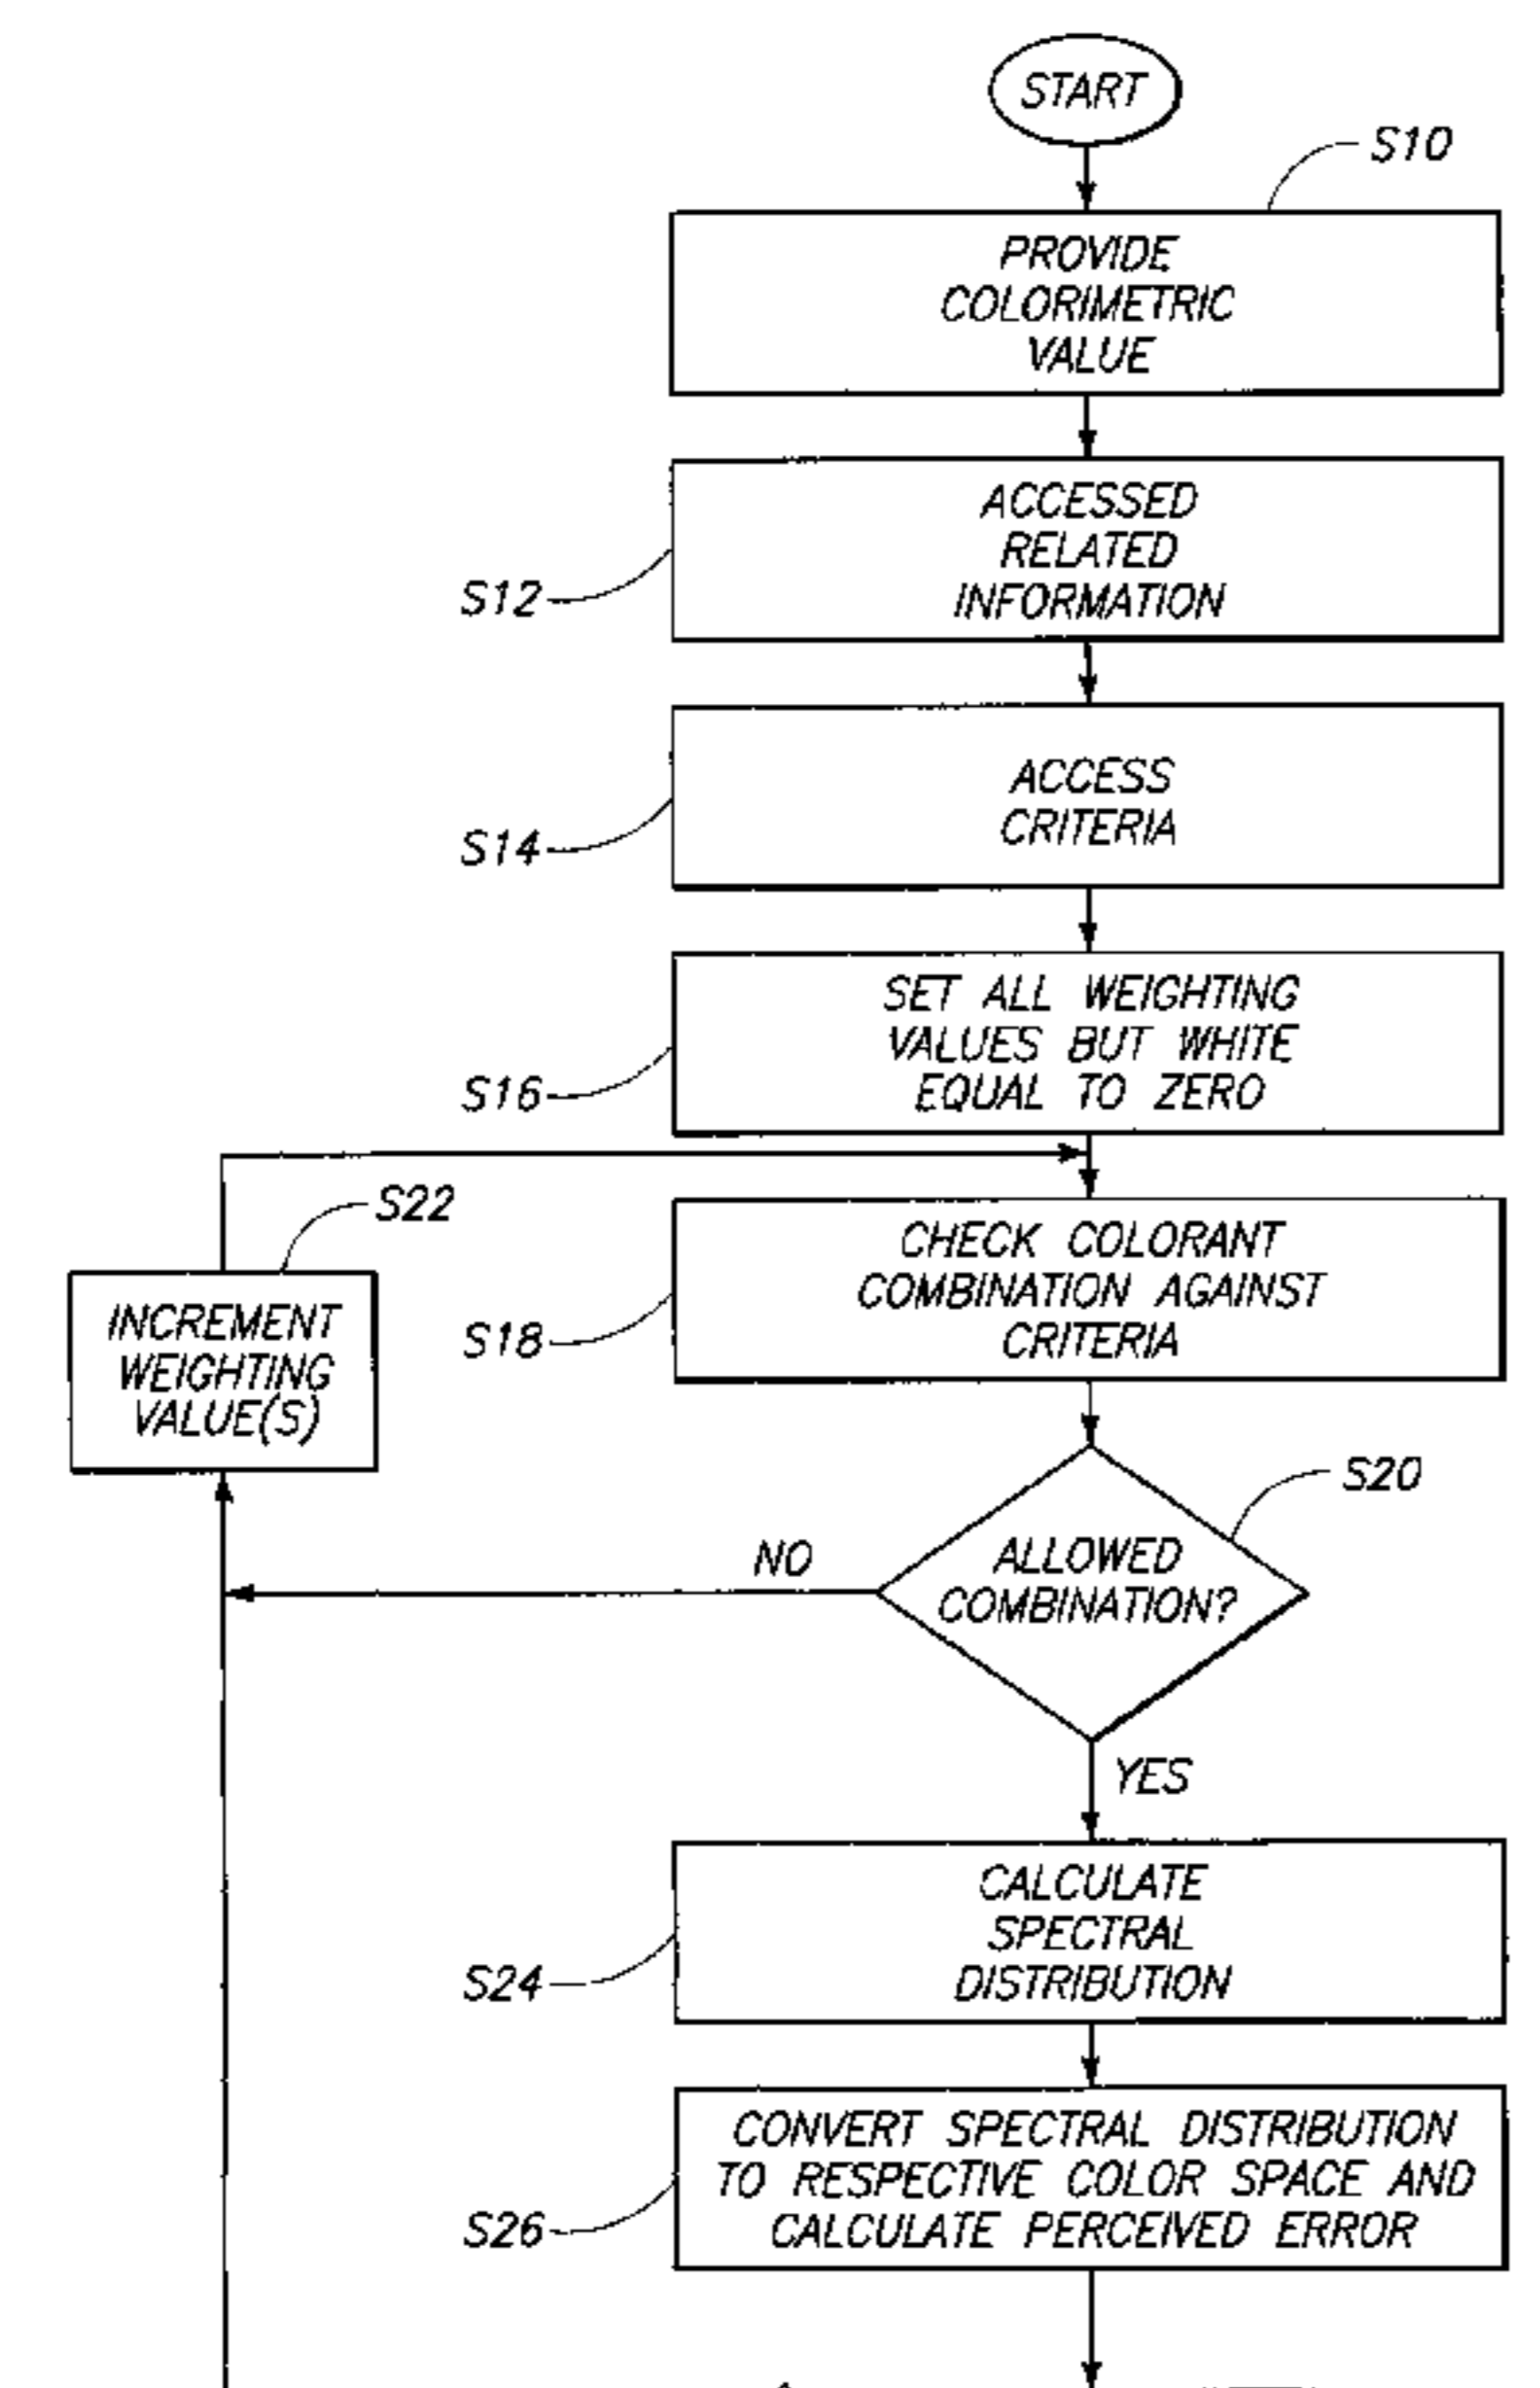 START
S10
PROVIDE
COLORIMETRIC
VALUE
ACCESSED
RELATED
INFORMATION
S12
ACCESS
CRITERIA
S14
SET ALL WEIGHTING
VALUES BUT WHITE
EQUAL TO ZERO
S16
S22
INCREMENT
WEIGHTING
VALUE(S)
CHECK COLORANT
COMBINATION AGAINST
CRITERIA
S18
S20
ALLOWED
COMBINATION?
NO
YES
CALCULATE
SPECTRAL
DISTRIBUTION
S24
CONVERT SPECTRAL DISTRIBUTION
TO RESPECTIVE COLOR SPACE AND
CALCULATE PERCEIVED ERROR
S26